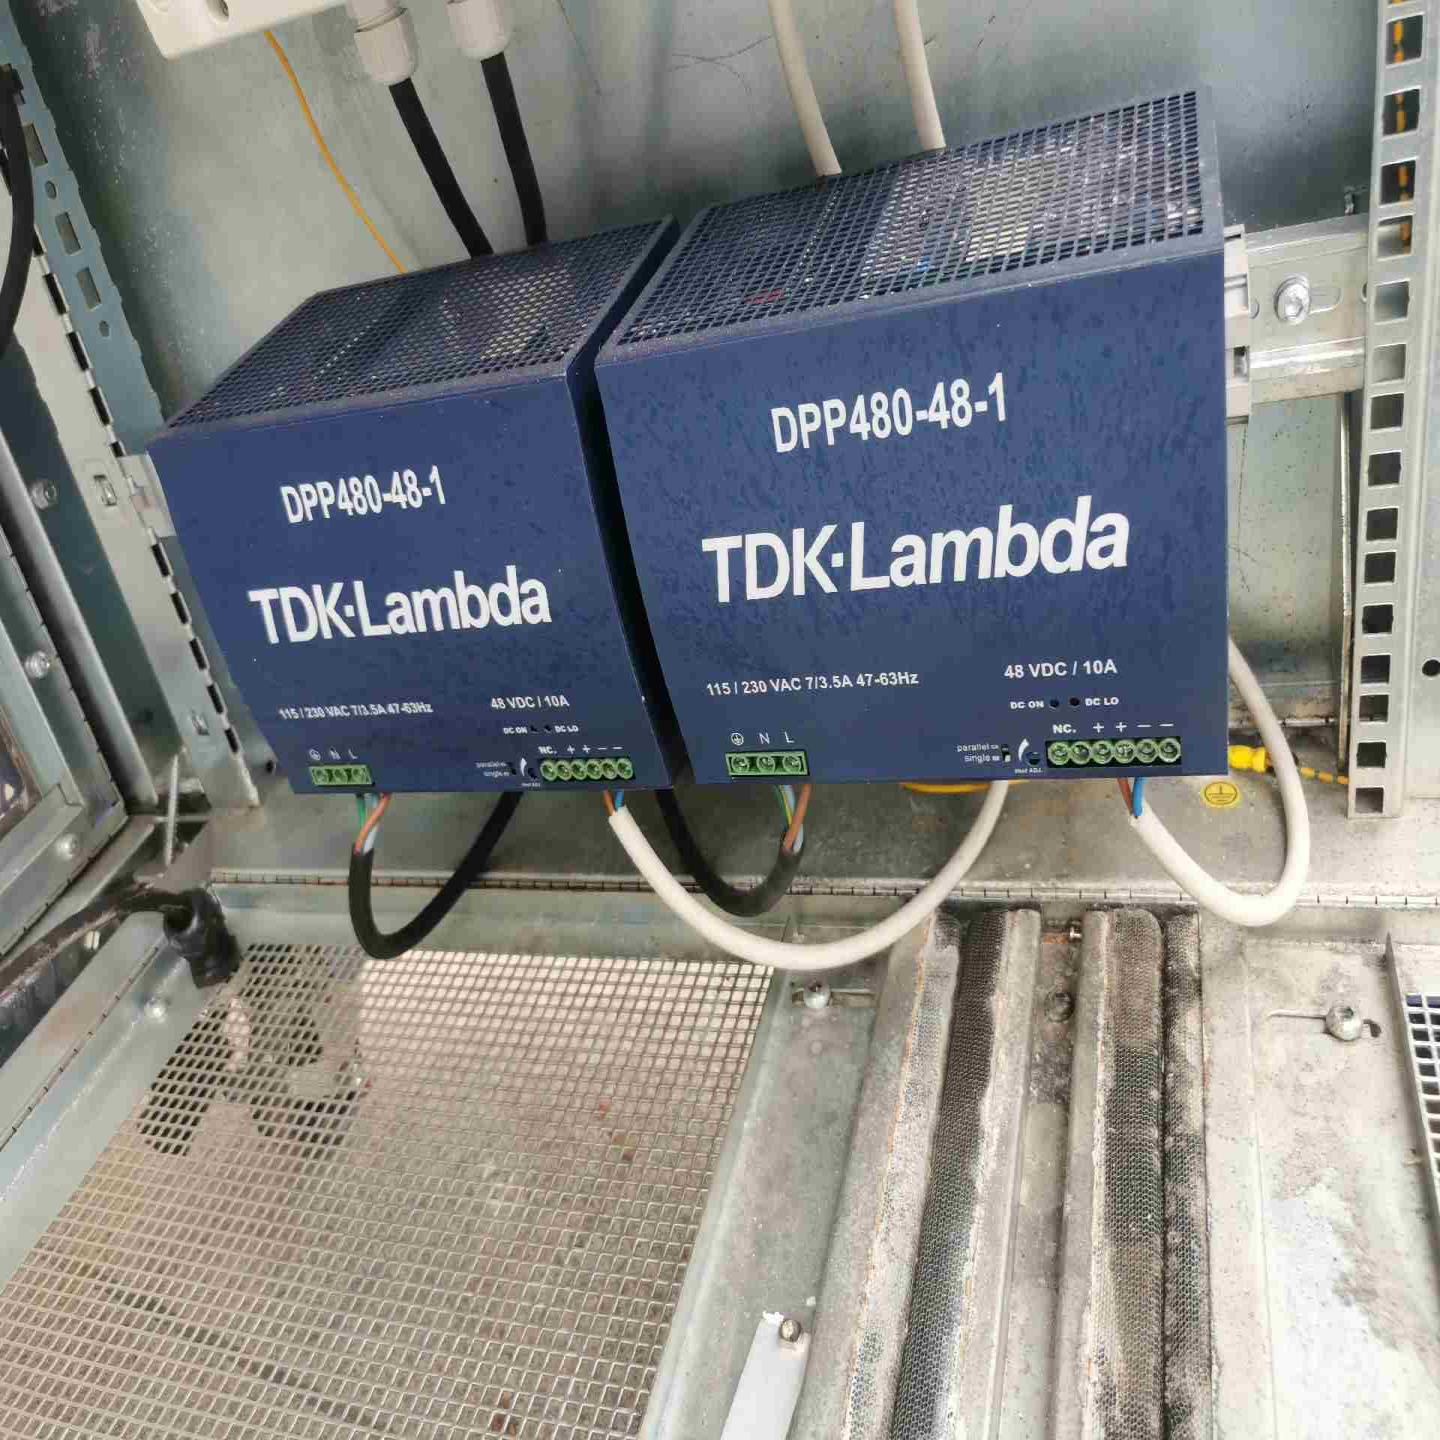 DPP480-48-1
TDK·Lambda
115 / 230 VAC 7/3.5A 47-63Hz
48 VDC / 10A
DC ON DC LO
N L
NC. + + − −
parallel
single
DPP480-48-1
TDK·Lambda
115 / 230 VAC 7/3.5A 47-63Hz
48 VDC / 10A
DC ON DC LO
N L
NC. + + − −
parallel
single